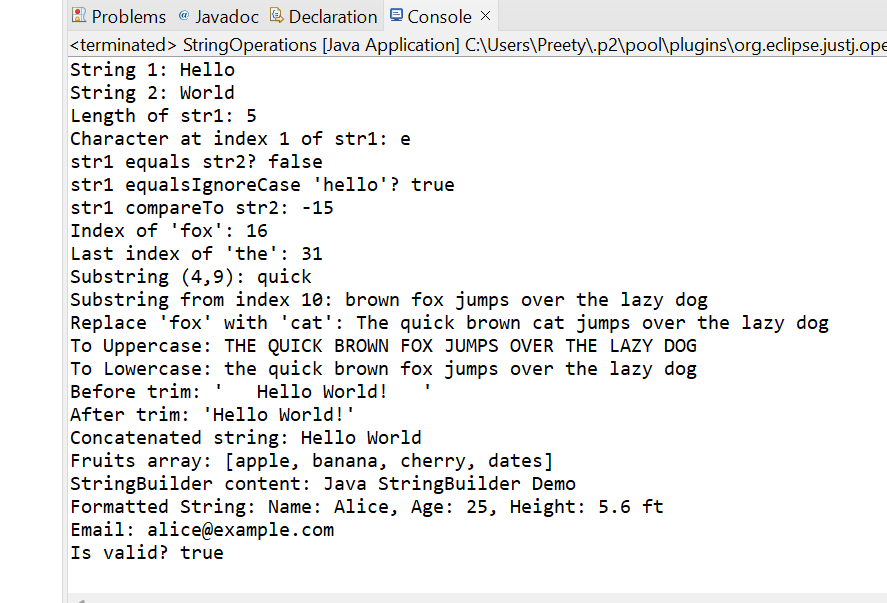 Problems @ Javadoc Declaration Console ×
<terminated> StringOperations [Java Application] C:\Users\Preety\.p2\pool\plugins\org.eclipse.justj.ope
String 1: Hello
String 2: World
Length of str1: 5
Character at index 1 of str1: e
str1 equals str2? false
str1 equalsIgnoreCase 'hello'? true
str1 compareTo str2: -15
Index of 'fox': 16
Last index of 'the': 31
Substring (4,9): quick
Substring from index 10: brown fox jumps over the lazy dog
Replace 'fox' with 'cat': The quick brown cat jumps over the lazy dog
To Uppercase: THE QUICK BROWN FOX JUMPS OVER THE LAZY DOG
To Lowercase: the quick brown fox jumps over the lazy dog
Before trim: '   Hello World!   '
After trim: 'Hello World!'
Concatenated string: Hello World
Fruits array: [apple, banana, cherry, dates]
StringBuilder content: Java StringBuilder Demo
Formatted String: Name: Alice, Age: 25, Height: 5.6 ft
Email: alice@example.com
Is valid? true